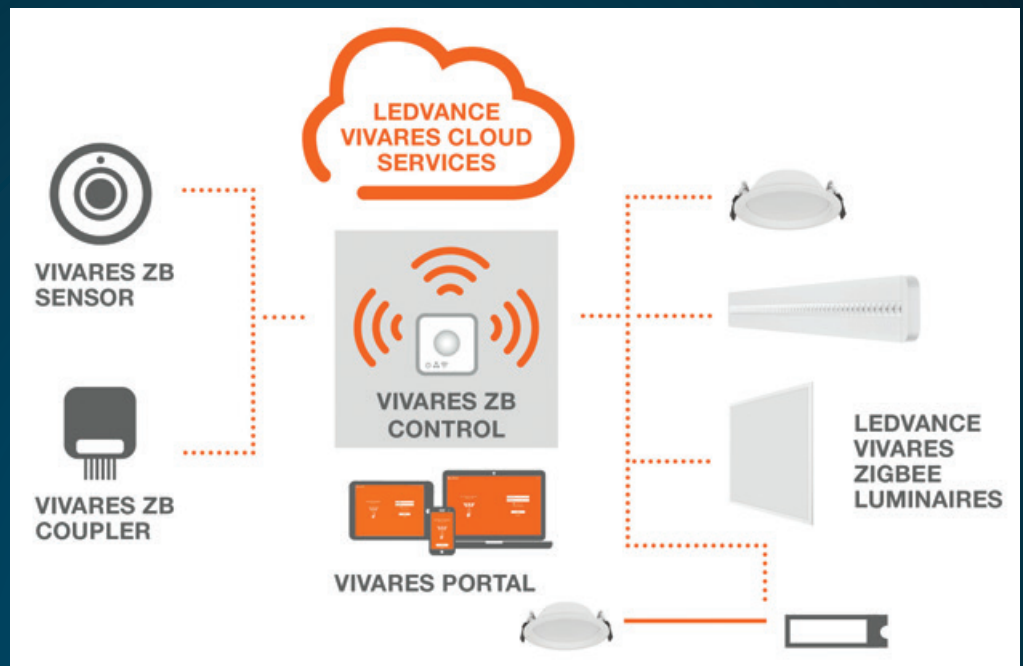 LEDVANCE
VIVARES CLOUD
SERVICES
VIVARES ZB
SENSOR
VIVARES ZB
CONTROL
VIVARES ZB
COUPLER
LEDVANCE
VIVARES
ZIGBEE
LUMINAIRES
VIVARES PORTAL